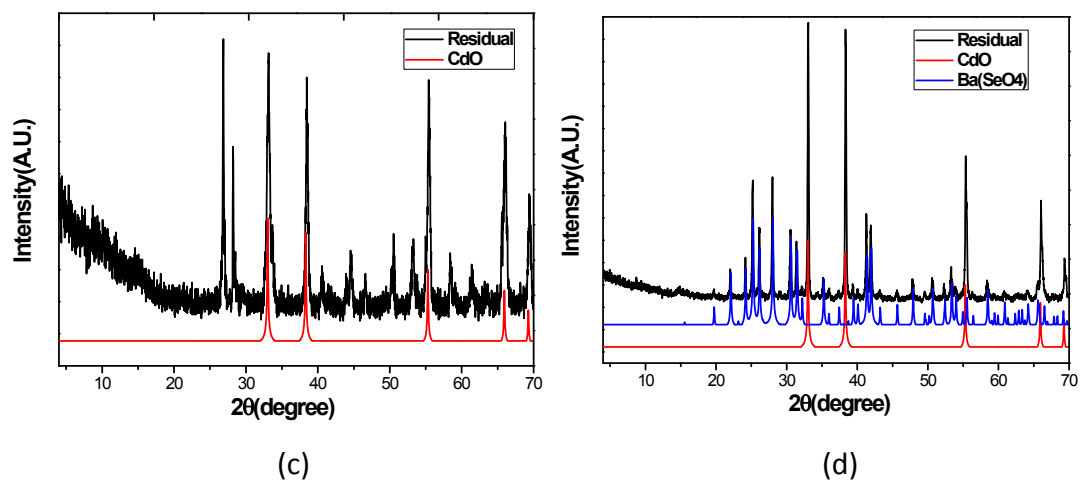 Residual
CdO
Intensity(A.U.)
10 20 30 40 50 60 70
2θ(degree)
(c)
Residual
CdO
Ba(SeO4)
Intensity(A.U.)
10 20 30 40 50 60 70
2θ(degree)
(d)